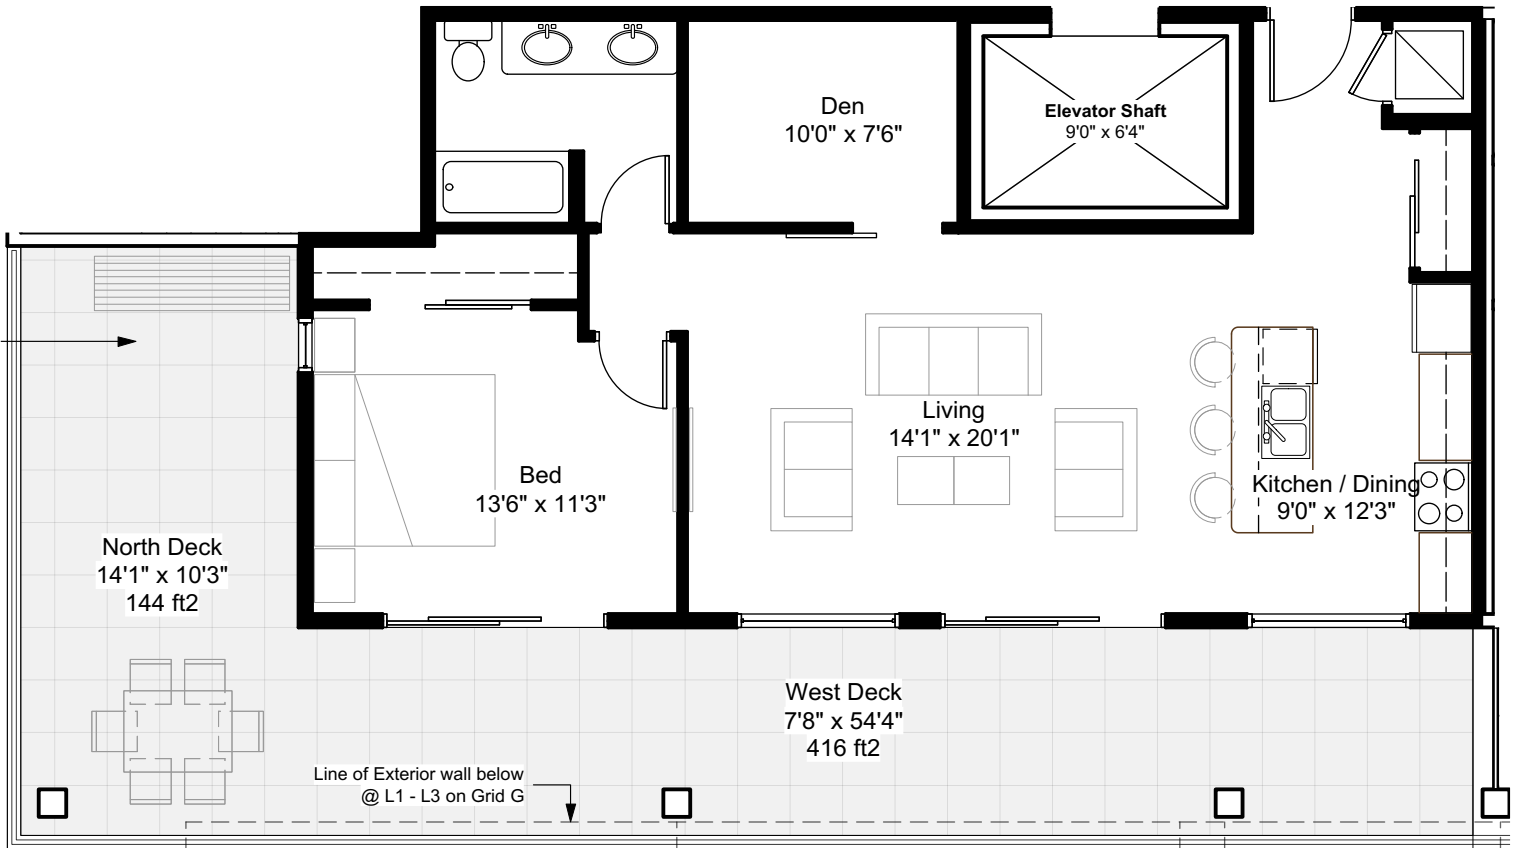 Den
10'0" x 7'6"
Elevator Shaft
9'0" x 6'4"
Living
14'1" x 20'1"
Bed
13'6" x 11'3"
Kitchen / Dining
9'0" x 12'3"
North Deck
14'1" x 10'3"
144 ft2
West Deck
7'8" x 54'4"
416 ft2
Line of Exterior wall below
@ L1 - L3 on Grid G